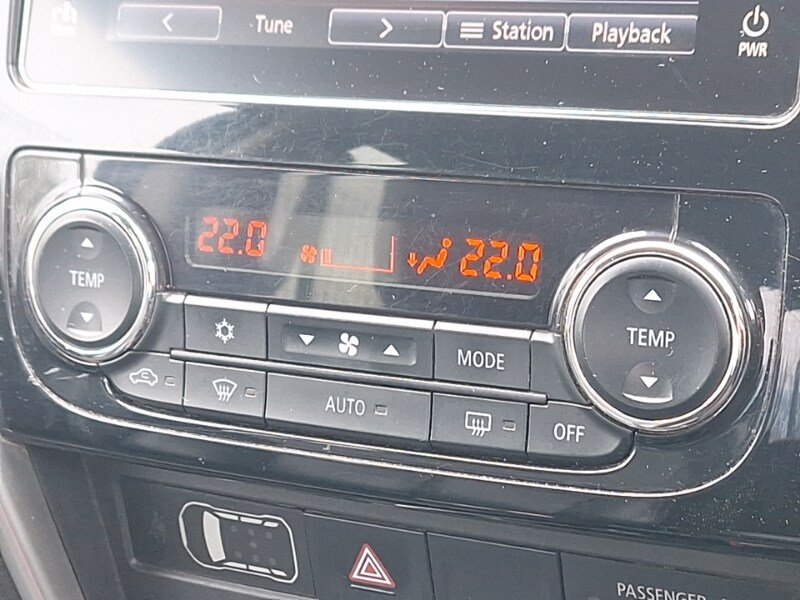 Tune
Station
Playback
PWR
22.0
22.0
TEMP
TEMP
MODE
AUTO
OFF
PASSENGER